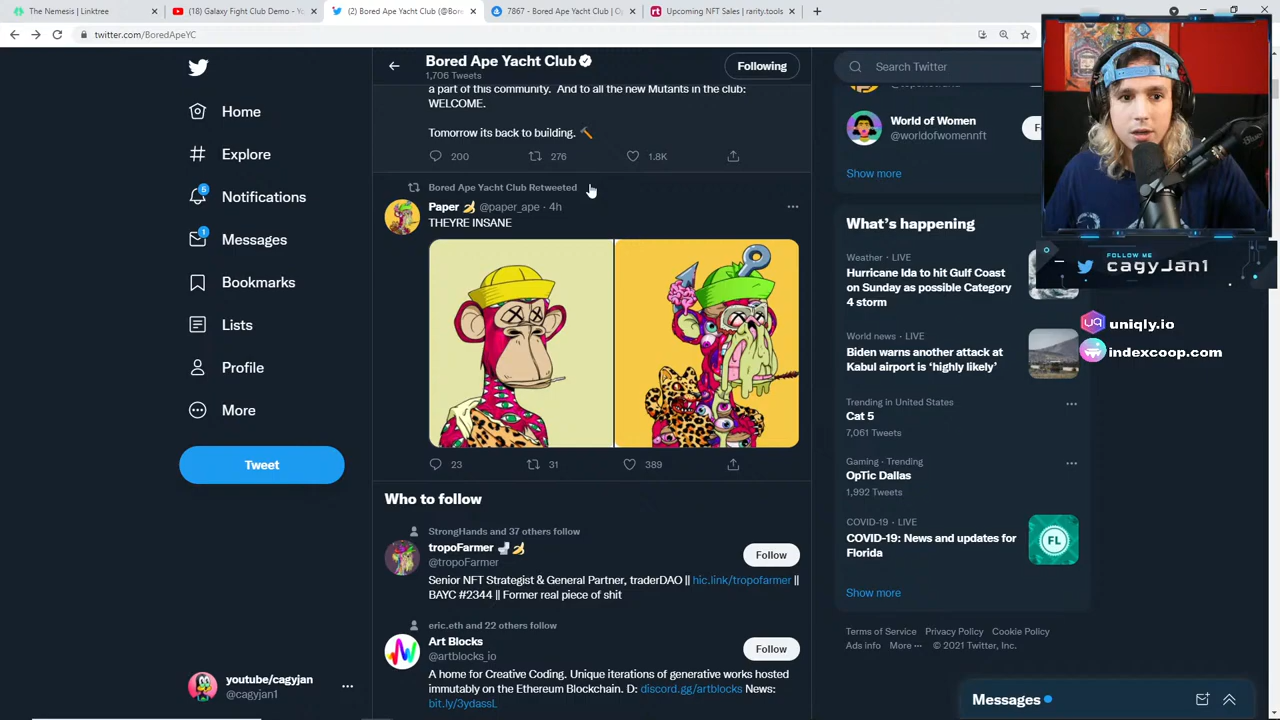 The Nemesis | Linktree
(18) Galaxy Fight Club Demo - Yo
(2) Bored Ape Yacht Club (@Bore
7867 - Bored Ape Yacht Club | O
Upcoming NFT Sales | rarity.tools
twitter.com/BoredApeYC
Home
Explore
5
Notifications
1
Messages
Bookmarks
Lists
Profile
More
Tweet
youtube/cagyjan
@cagyjan1
Bored Ape Yacht Club
1,706 Tweets
Following
a part of this community. And to all the new Mutants in the club:
WELCOME.
Tomorrow its back to building. 🔨
200 276 1.8K
Bored Ape Yacht Club Retweeted
Paper 🍌 @paper_ape · 4h
THEYRE INSANE
23 31 389
Who to follow
StrongHands and 37 others follow
tropoFarmer
@tropoFarmer
Follow
Senior NFT Strategist & General Partner, traderDAO || hic.link/tropofarmer ||
BAYC #2344 || Former real piece of shit
eric.eth and 22 others follow
Art Blocks
@artblocks_io
Follow
A home for Creative Coding. Unique iterations of generative works hosted
immutably on the Ethereum Blockchain. D: discord.gg/artblocks News:
bit.ly/3ydassL
Search Twitter
World of Women
@worldofwomennft
Show more
What's happening
Weather · LIVE
Hurricane Ida to hit Gulf Coast
on Sunday as possible Category
4 storm
World news · LIVE
Biden warns another attack at
Kabul airport is 'highly likely'
Trending in United States
Cat 5
7,061 Tweets
Gaming · Trending
OpTic Dallas
1,992 Tweets
COVID-19 · LIVE
COVID-19: News and updates for
Florida
FL
Show more
Terms of Service Privacy Policy Cookie Policy
Ads info More ··· © 2021 Twitter, Inc.
Messages
FOLLOW ME
cagyJan1
uniqly.io
indexcoop.com